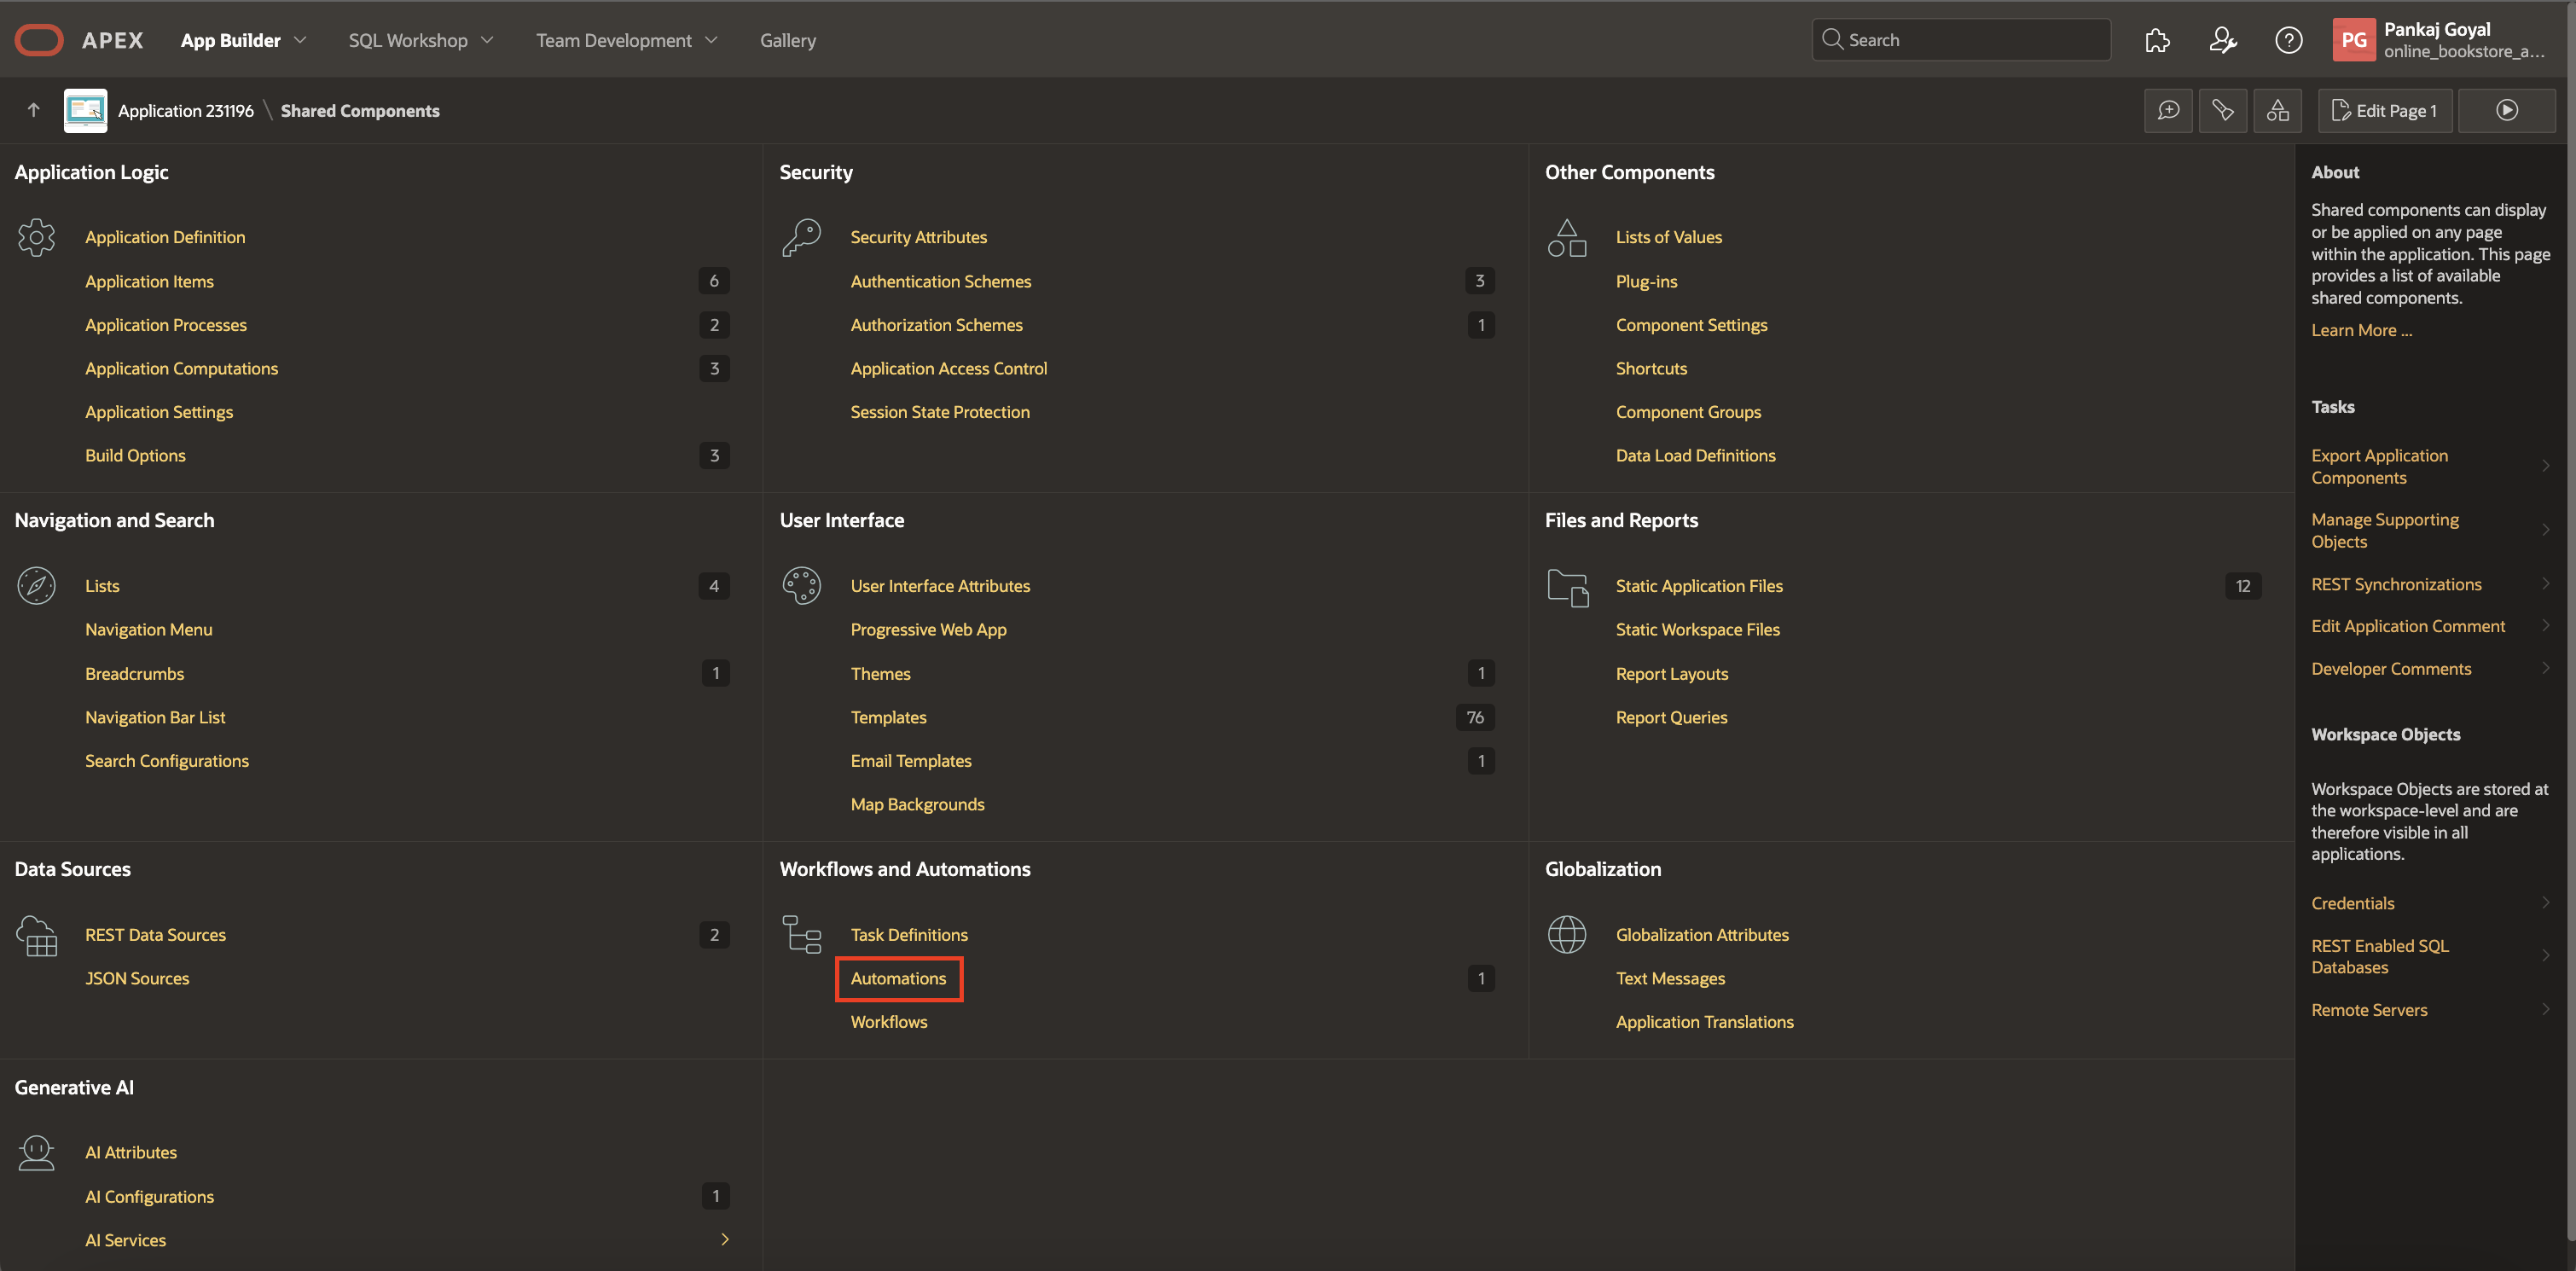 APEX App Builder SQL Workshop Team Development Gallery Search PG Pankaj Goyal
online_bookstore_a...
Application 231196 \ Shared Components Edit Page 1
Application Logic
Application Definition
Application Items 6
Application Processes 2
Application Computations 3
Application Settings
Build Options 3
Security
Security Attributes
Authentication Schemes 3
Authorization Schemes 1
Application Access Control
Session State Protection
Other Components
Lists of Values
Plug-ins
Component Settings
Shortcuts
Component Groups
Data Load Definitions
Navigation and Search
Lists 4
Navigation Menu
Breadcrumbs 1
Navigation Bar List
Search Configurations
User Interface
User Interface Attributes
Progressive Web App
Themes 1
Templates 76
Email Templates 1
Map Backgrounds
Files and Reports
Static Application Files 12
Static Workspace Files
Report Layouts
Report Queries
Data Sources
REST Data Sources 2
JSON Sources
Workflows and Automations
Task Definitions
Automations 1
Workflows
Globalization
Globalization Attributes
Text Messages
Application Translations
Generative AI
AI Attributes
AI Configurations 1
AI Services
About
Shared components can display
or be applied on any page
within the application. This page
provides a list of available
shared components.
Learn More ...
Tasks
Export Application
Components
Manage Supporting
Objects
REST Synchronizations
Edit Application Comment
Developer Comments
Workspace Objects
Workspace Objects are stored at
the workspace-level and are
therefore visible in all
applications.
Credentials
REST Enabled SQL
Databases
Remote Servers